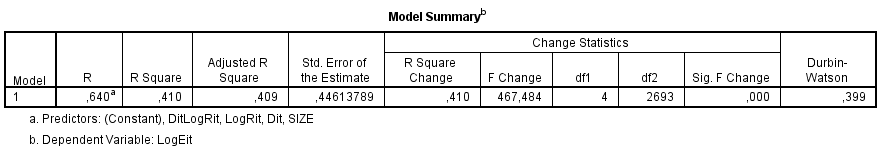 Model Summaryb
Change Statistics
Model R R Square Adjusted R Square Std. Error of the Estimate R Square Change F Change df1 df2 Sig. F Change Durbin-Watson
1 ,640a ,410 ,409 ,44613789 ,410 467,484 4 2693 ,000 ,399
a. Predictors: (Constant), DitLogRit, LogRit, Dit, SIZE
b. Dependent Variable: LogEit